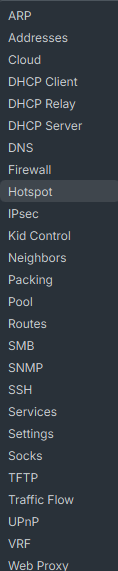 ARP
Addresses
Cloud
DHCP Client
DHCP Relay
DHCP Server
DNS
Firewall
Hotspot
IPsec
Kid Control
Neighbors
Packing
Pool
Routes
SMB
SNMP
SSH
Services
Settings
Socks
TFTP
Traffic Flow
UPnP
VRF
Web Proxy